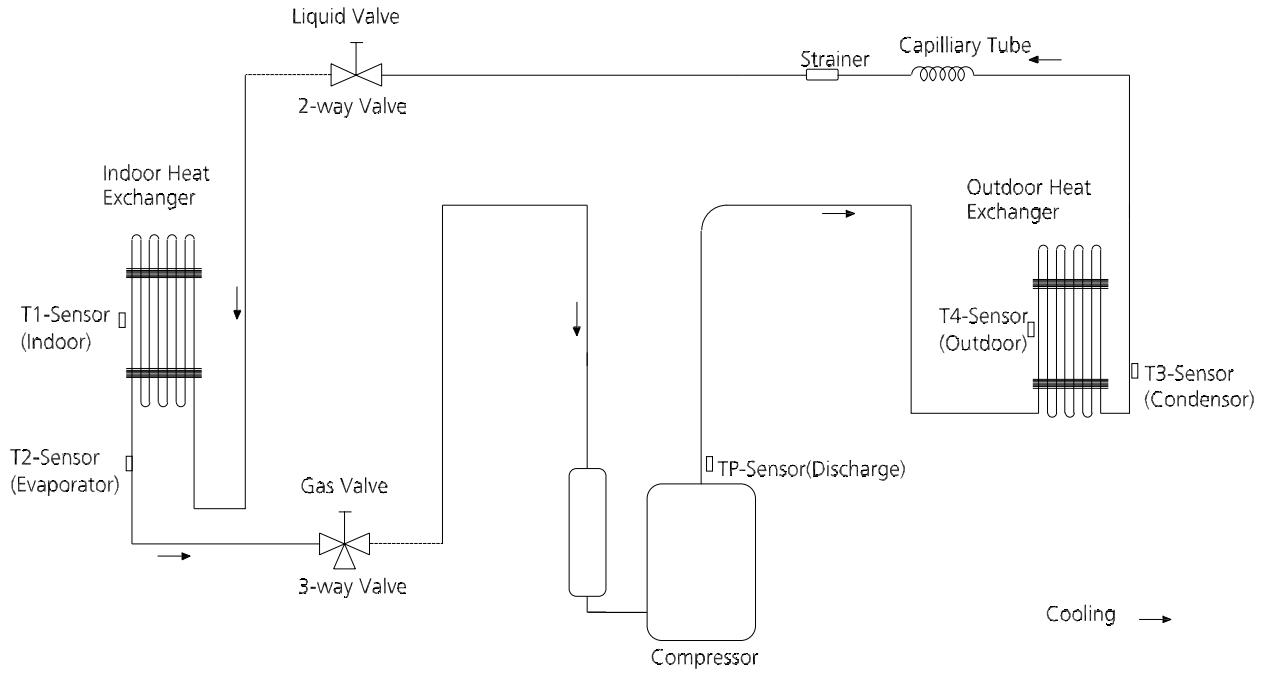 Liquid Valve
2-way Valve
Strainer
Capilliary Tube
Indoor Heat
Exchanger
Outdoor Heat
Exchanger
T1-Sensor
(Indoor)
T4-Sensor
(Outdoor)
T3-Sensor
(Condensor)
T2-Sensor
(Evaporator)
TP-Sensor(Discharge)
Gas Valve
3-way Valve
Compressor
Cooling